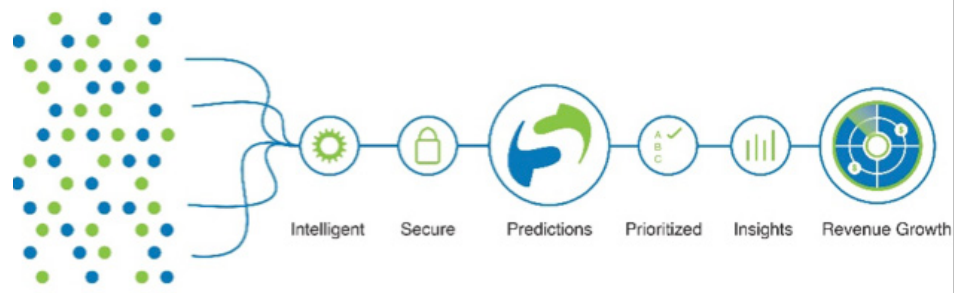 A
B
C
Intelligent Secure Predictions Prioritized Insights Revenue Growth